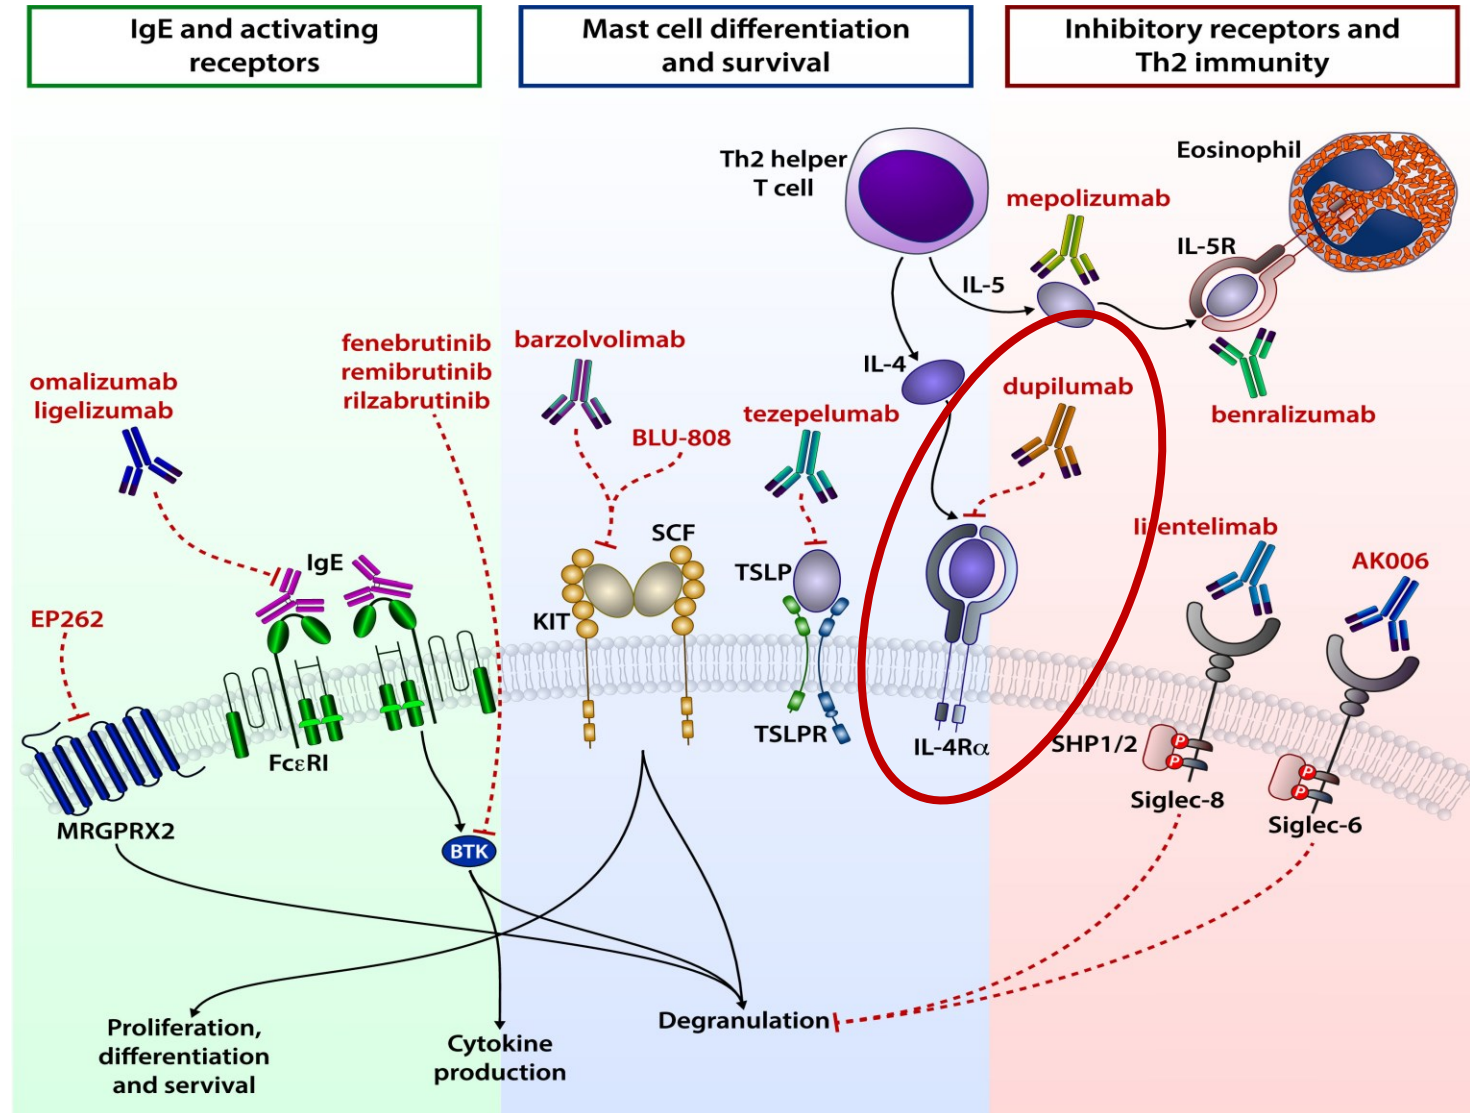 IgE and activating
receptors
Mast cell differentiation
and survival
Inhibitory receptors and
Th2 immunity
Th2 helper
T cell
Eosinophil
mepolizumab
IL-5R
IL-5
IL-4
benralizumab
omalizumab
ligelizumab
fenebrutinib
remibrutinib
rilzabrutinib
barzolvolimab
BLU-808
tezepelumab
dupilumab
lirentelimab
AK006
IgE
EP262
SCF
KIT
TSLP
TSLPR
IL-4Rα
FcεRI
MRGPRX2
BTK
SHP1/2
P
P
P
P
Siglec-8
Siglec-6
Proliferation,
differentiation
and servival
Cytokine
production
Degranulation